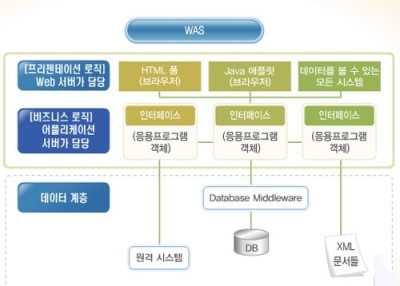 WAS
[프리젠테이션 로직]
Web 서버가 담당
HTML 폼
(브라우저)
Java 애플릿
(브라우저)
데이터를 볼 수 있는
모든 시스템
[비즈니스 로직]
어플리케이션
서버가 담당
인터페이스
(응용프로그램
객체)
인터페이스
(응용프로그램
객체)
인터페이스
(응용프로그램
객체)
데이터 계층
Database Middleware
원격 시스템
DB
XML
문서들